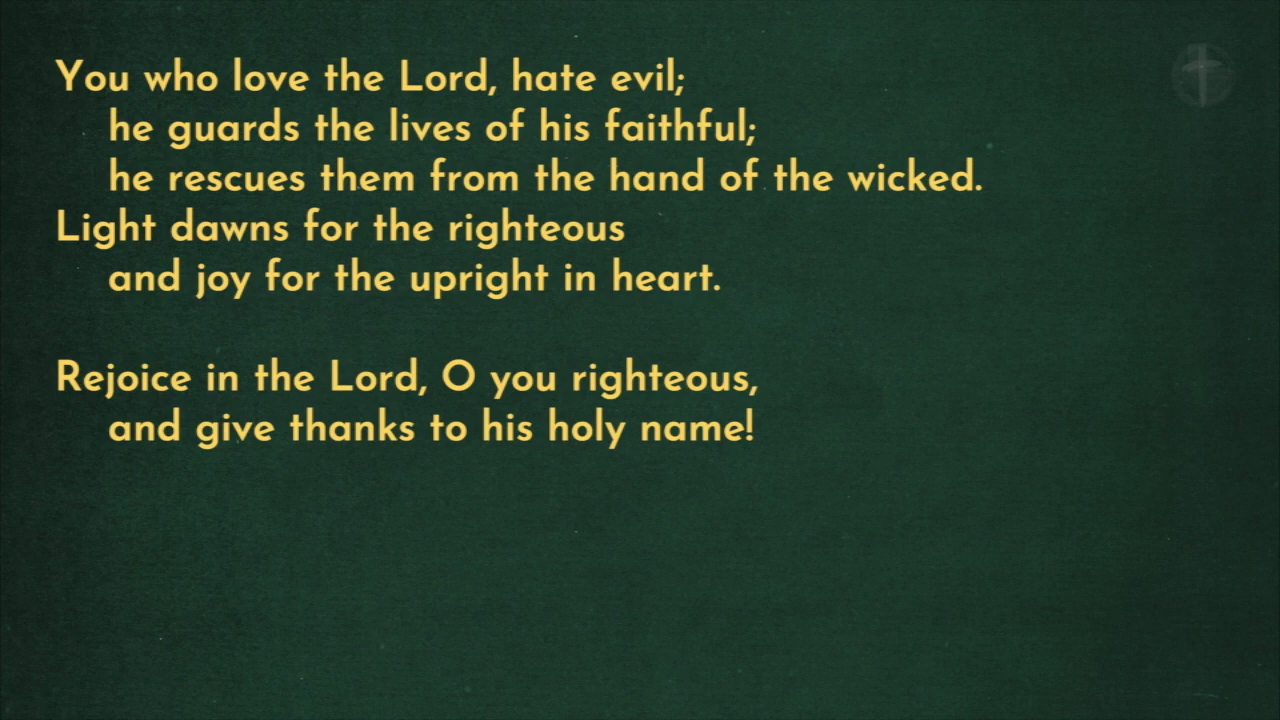 You who love the Lord, hate evil;
he guards the lives of his faithful;
he rescues them from the hand of the wicked.
Light dawns for the righteous
and joy for the upright in heart.
Rejoice in the Lord, O you righteous,
and give thanks to his holy name!